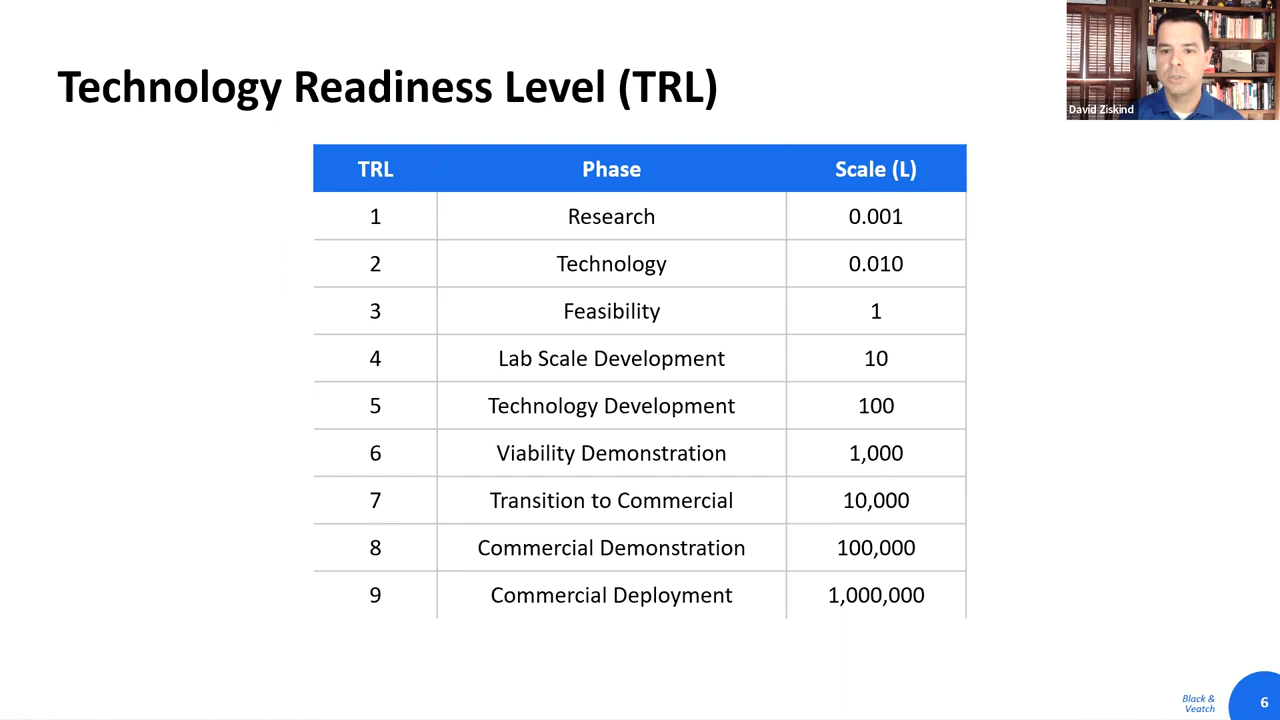 Technology Readiness Level (TRL)
David Ziskind
TRL Phase Scale (L)
1 Research 0.001
2 Technology 0.010
3 Feasibility 1
4 Lab Scale Development 10
5 Technology Development 100
6 Viability Demonstration 1,000
7 Transition to Commercial 10,000
8 Commercial Demonstration 100,000
9 Commercial Deployment 1,000,000
Black &
Veatch
6